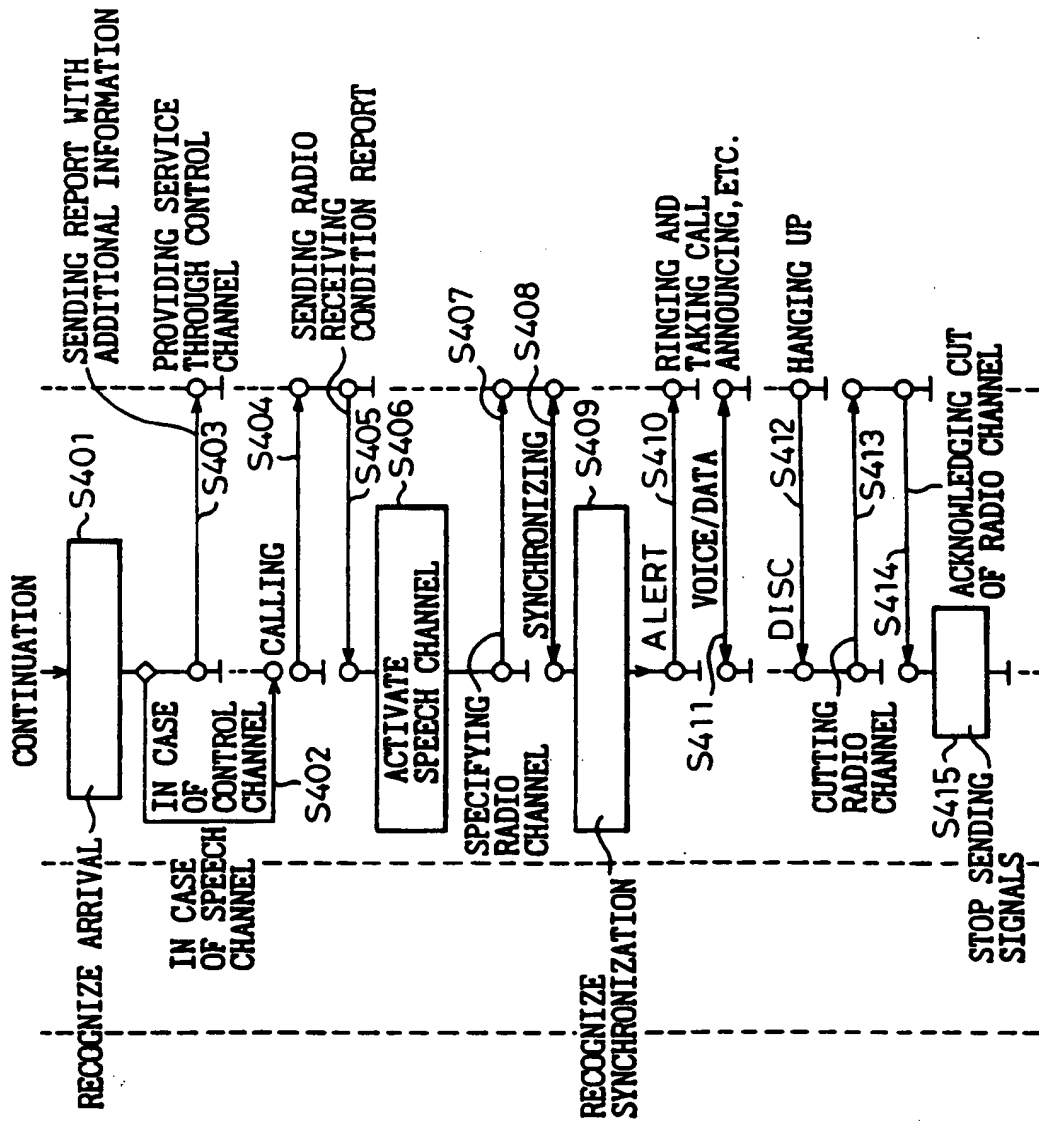 CONTINUATION
S401
RECOGNIZE ARRIVAL
SENDING REPORT WITH
ADDITIONAL INFORMATION
IN CASE
OF CONTROL
CHANNEL
IN CASE
OF SPEECH
CHANNEL
S403
PROVIDING SERVICE
THROUGH CONTROL
CHANNEL
CALLING
S402
S404
SENDING RADIO
RECEIVING
CONDITION REPORT
S405
S406
ACTIVATE
SPEECH CHANNEL
SPECIFYING
RADIO
CHANNEL
S407
SYNCHRONIZING
S408
S409
RECOGNIZE
SYNCHRONIZATION
ALERT
S410
RINGING AND
TAKING CALL
S411
VOICE/DATA
ANNOUNCING,ETC.
DISC
S412
HANGING UP
CUTTING
RADIO
CHANNEL
S413
S414
ACKNOWLEDGING CUT
OF RADIO CHANNEL
S415
STOP SENDING
SIGNALS